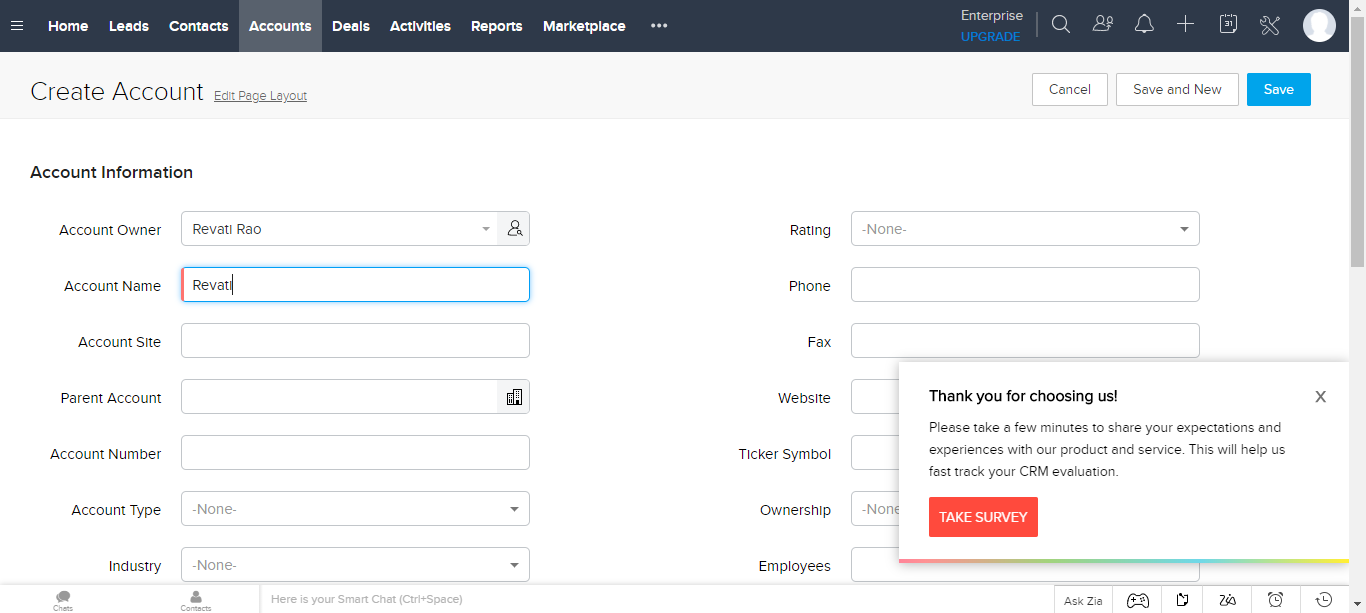 Home Leads Contacts Accounts Deals Activities Reports Marketplace ••• Enterprise
UPGRADE
31
Create Account Edit Page Layout Cancel Save and New Save
Account Information
Account Owner Revati Rao Rating -None-
Account Name Revati Phone
Account Site Fax
Parent Account Website
Account Number Ticker Symbol
Account Type -None- Ownership -None
Industry -None- Employees
Thank you for choosing us! X
Please take a few minutes to share your expectations and
experiences with our product and service. This will help us
fast track your CRM evaluation.
TAKE SURVEY
Chats Contacts Here is your Smart Chat (Ctrl+Space) Ask Zia